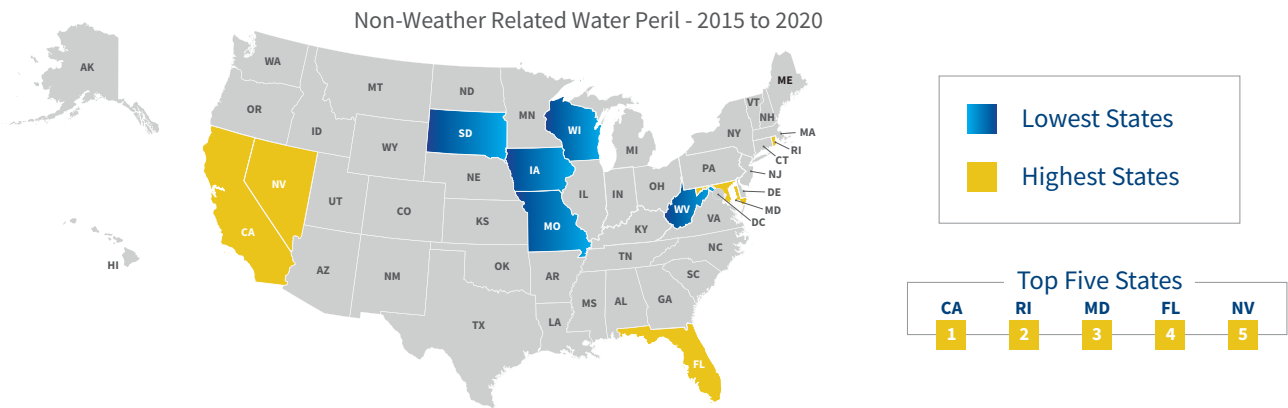 Non-Weather Related Water Peril - 2015 to 2020
AK
WA
MT
ND
MN
ME
VT
NH
OR
ID
SD
WI
NY
MA
RI
WY
MI
CT
NV
NE
IA
PA
NJ
IL
IN
OH
DE
UT
CO
MD
CA
KS
MO
WV
VA
DC
KY
HI
AZ
NM
OK
AR
TN
NC
SC
MS
AL
GA
TX
LA
FL
Lowest States
Highest States
Top Five States
CA RI MD FL NV
1 2 3 4 5